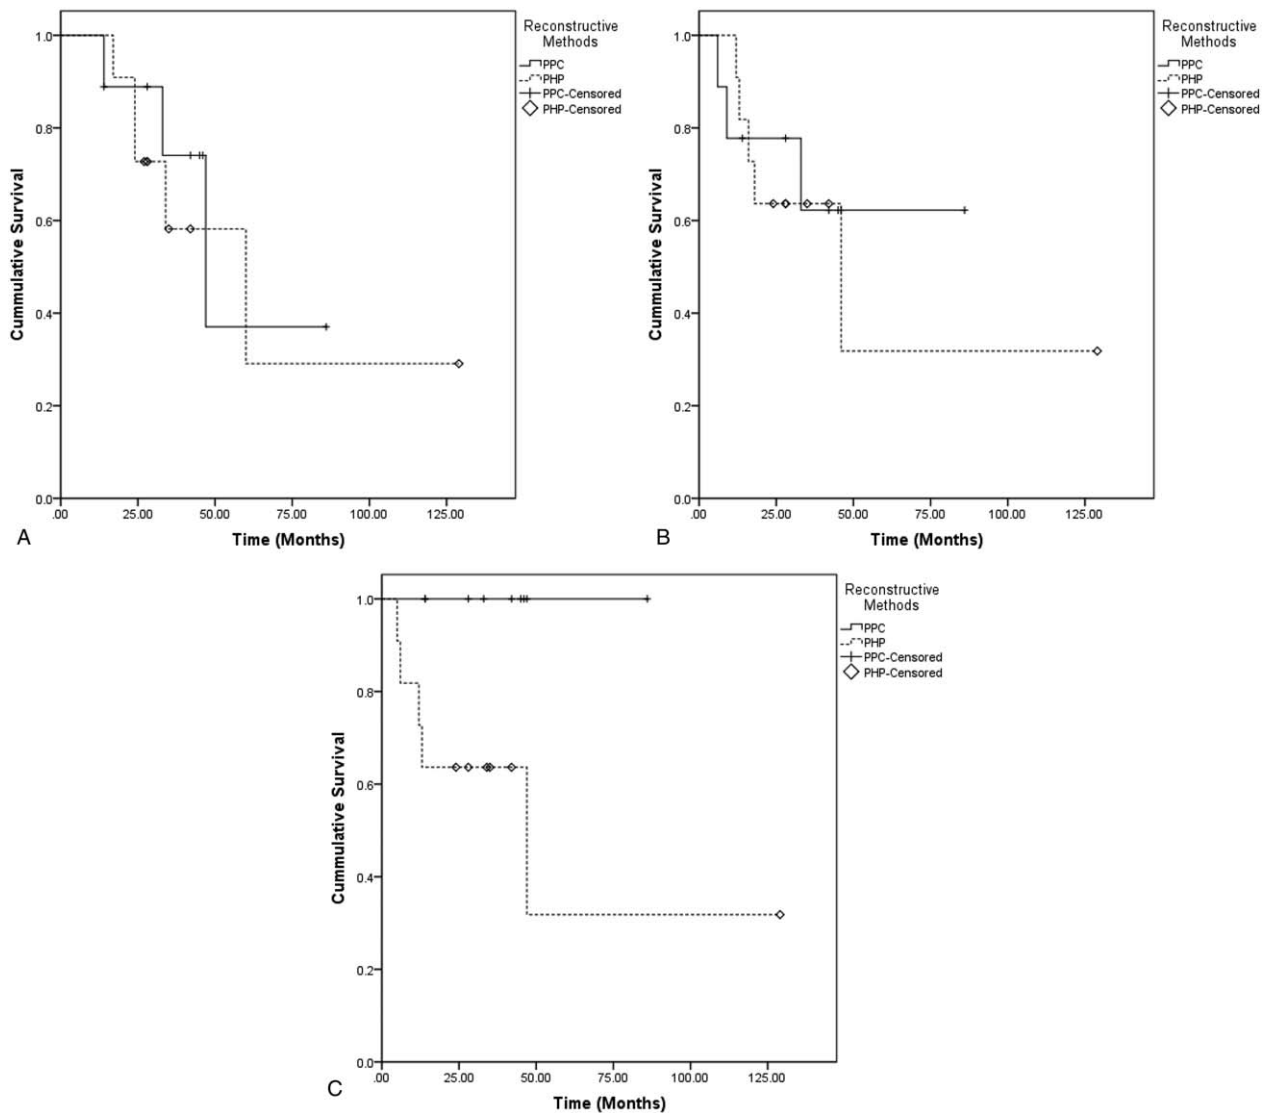 Reconstructive
Methods
PPC
PHP
PPC-Censored
PHP-Censored
1.0
0.8
0.6
0.4
0.2
0.0
Cummulative Survival
.00 25.00 50.00 75.00 100.00 125.00
Time (Months)
A
Reconstructive
Methods
PPC
PHP
PPC-Censored
PHP-Censored
1.0
0.8
0.6
0.4
0.2
0.0
Cummulative Survival
.00 25.00 50.00 75.00 100.00 125.00
Time (Months)
B
Reconstructive
Methods
PPC
PHP
PPC-Censored
PHP-Censored
1.0
0.8
0.6
0.4
0.2
0.0
Cummulative Survival
.00 25.00 50.00 75.00 100.00 125.00
Time (Months)
C